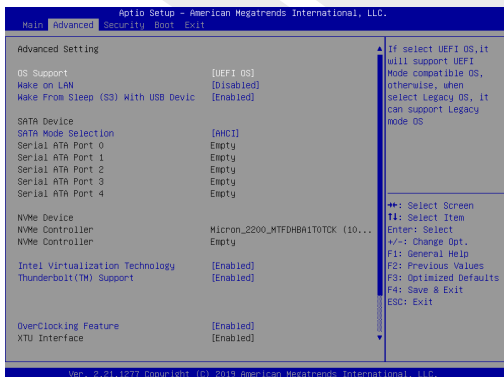 Aptio Setup - American Megatrends International, LLC.
Main Advanced Security Boot Exit
Advanced Setting
OS Support [UEFI OS]
Wake on LAN [Disabled]
Wake From Sleep (S3) With USB Devic [Enabled]
SATA Device
SATA Mode Selection [AHCI]
Serial ATA Port 0 Empty
Serial ATA Port 1 Empty
Serial ATA Port 2 Empty
Serial ATA Port 3 Empty
Serial ATA Port 4 Empty
NVMe Device
NVMe Controller Micron_2200_MTFDHBA1T0TCK (10...
NVMe Controller Empty
Intel Virtualization Technology [Enabled]
Thunderbolt(TM) Support [Enabled]
OverClocking Feature [Enabled]
XTU Interface [Enabled]
If select UEFI OS,it
will support UEFI
Mode compatible OS,
otherwise, when
select Legacy OS, it
can support Legacy
mode OS
→←: Select Screen
↑↓: Select Item
Enter: Select
+/-: Change Opt.
F1: General Help
F2: Previous Values
F3: Optimized Defaults
F4: Save & Exit
ESC: Exit
Ver. 2.21.1277 Copyright (C) 2019 American Megatrends International, LLC.